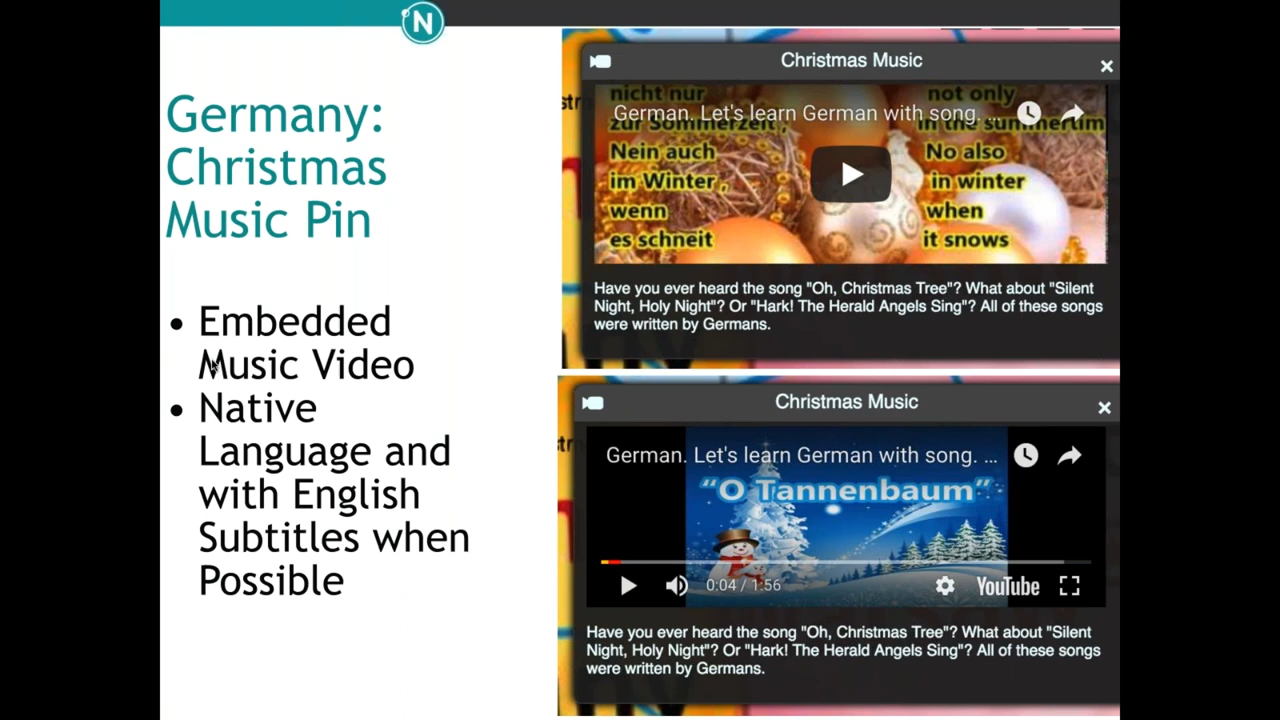 N
Germany:
Christmas
Music Pin
• Embedded
Music Video
• Native
Language and
with English
Subtitles when
Possible
Christmas Music
German. Let's learn German with song. ...
nicht nur
not only
zur Sommerzeit,
in the summertim
Nein auch
No also
im Winter,
in winter
wenn
when
es schneit
it snows
Have you ever heard the song "Oh, Christmas Tree"? What about "Silent
Night, Holy Night"? Or "Hark! The Herald Angels Sing"? All of these songs
were written by Germans.
Christmas Music
German. Let's learn German with song. ...
"O Tannenbaum"
0:04 / 1:56
YouTube
Have you ever heard the song "Oh, Christmas Tree"? What about "Silent
Night, Holy Night"? Or "Hark! The Herald Angels Sing"? All of these songs
were written by Germans.